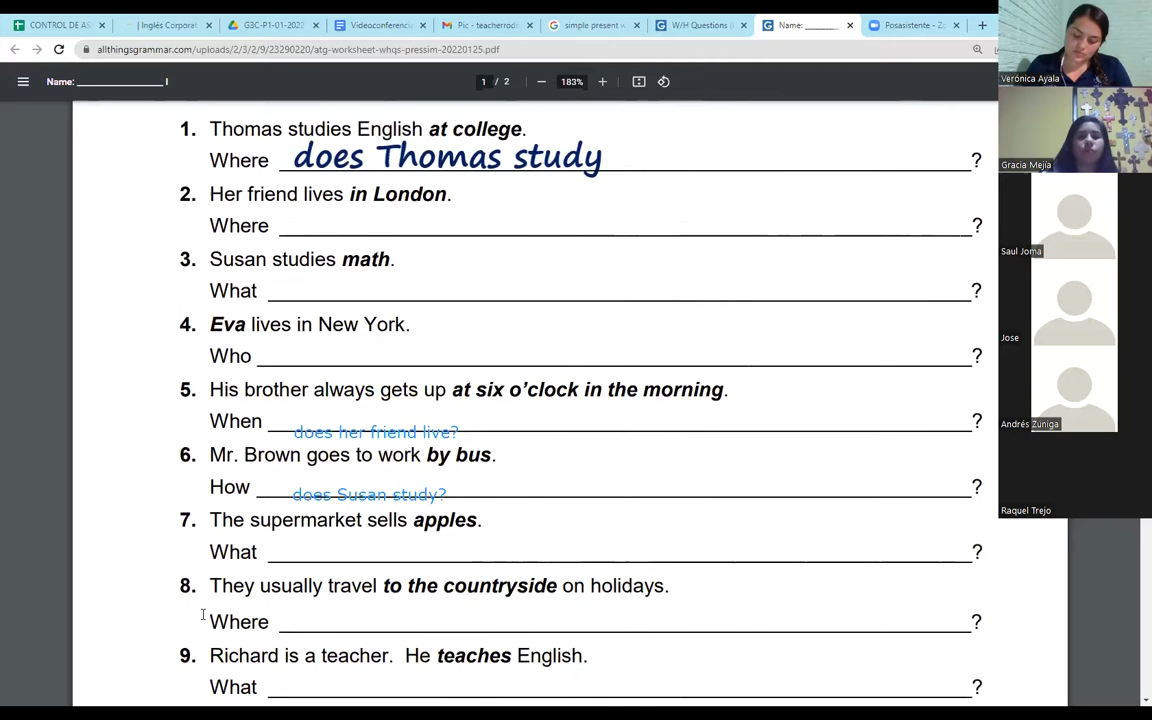 CONTROL DE AS
Inglés Corporat
G3C-P1-01-2022
Videoconferenci
Pic - teacherrod
simple present w
W/H Questions (
Name: ________
Posasistente - Zo
allthingsgrammar.com/uploads/2/3/2/9/23290220/atg-worksheet-whqs-pressim-20220125.pdf
Name: ________________ I
1 / 2
183%
1. Thomas studies English at college.
Where does Thomas study ?
2. Her friend lives in London.
Where ?
3. Susan studies math.
What ?
4. Eva lives in New York.
Who ?
5. His brother always gets up at six o’clock in the morning.
When ?
does her friend live?
6. Mr. Brown goes to work by bus.
How ?
does Susan study?
7. The supermarket sells apples.
What ?
8. They usually travel to the countryside on holidays.
Where ?
9. Richard is a teacher. He teaches English.
What ?
Verónica Ayala
Gracia Mejía
Saul Joma
Jose
Andrés Zúniga
Raquel Trejo